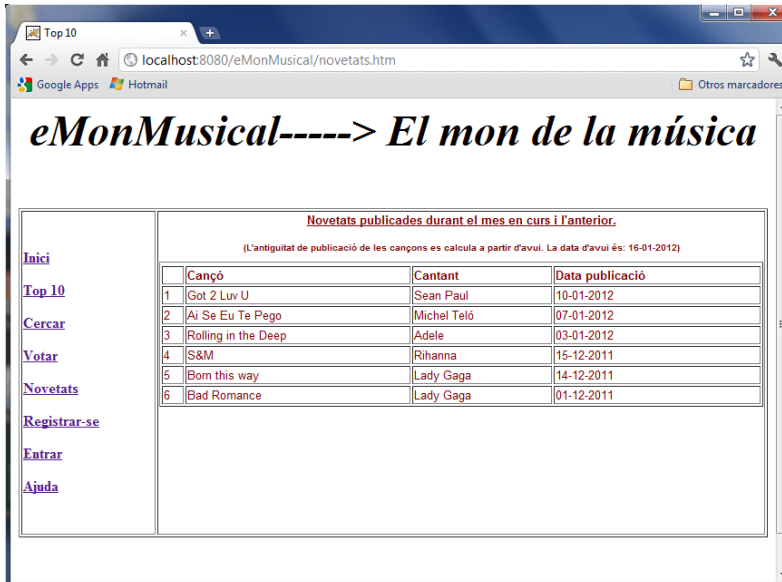 Top 10
localhost:8080/eMonMusical/novetats.htm
Google Apps Hotmail Otros marcadores
eMonMusical-----> El mon de la música
Novetats publicades durant el mes en curs i l'anterior.
(L'antiguitat de publicació de les cançons es calcula a partir d'avui. La data d'avui és: 16-01-2012)
Inici
Top 10
Cercar
Votar
Novetats
Registrar-se
Entrar
Ajuda
Cançó Cantant Data publicació
1 Got 2 Luv U Sean Paul 10-01-2012
2 Ai Se Eu Te Pego Michel Teló 07-01-2012
3 Rolling in the Deep Adele 03-01-2012
4 S&M Rihanna 15-12-2011
5 Born this way Lady Gaga 14-12-2011
6 Bad Romance Lady Gaga 01-12-2011